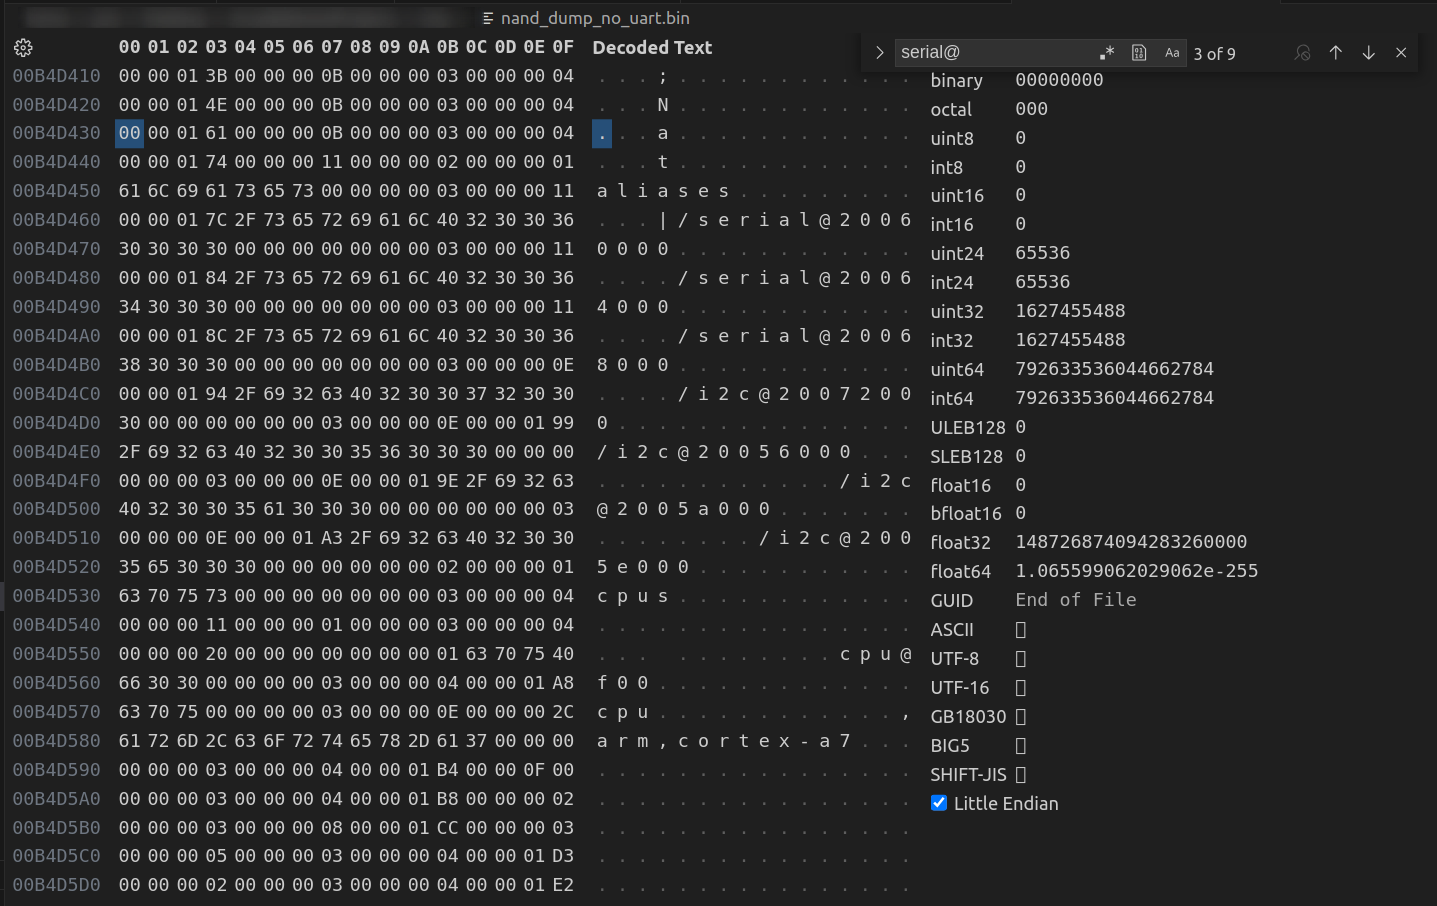 nand_dump_no_uart.bin
serial@ Aa 3 of 9
00 01 02 03 04 05 06 07 08 09 0A 0B 0C 0D 0E 0F Decoded Text
00B4D410 00 00 01 3B 00 00 00 0B 00 00 00 03 00 00 00 04 . . . ; . . . . . . . . . . . . binary 00000000
00B4D420 00 00 01 4E 00 00 00 0B 00 00 00 03 00 00 00 04 . . . N . . . . . . . . . . . . octal 000
00B4D430 00 00 01 61 00 00 00 0B 00 00 00 03 00 00 00 04 . . . a . . . . . . . . . . . . uint8 0
00B4D440 00 00 01 74 00 00 00 11 00 00 00 02 00 00 00 01 . . . t . . . . . . . . . . . . int8 0
00B4D450 61 6C 69 61 73 65 73 00 00 00 00 03 00 00 00 11 a l i a s e s . . . . . . . . . uint16 0
00B4D460 00 00 01 7C 2F 73 65 72 69 61 6C 40 32 30 30 36 . . . | / s e r i a l @ 2 0 0 6 int16 0
00B4D470 30 30 30 30 00 00 00 00 00 00 00 03 00 00 00 11 0 0 0 0 . . . . . . . . . . . . uint24 65536
00B4D480 00 00 01 84 2F 73 65 72 69 61 6C 40 32 30 30 36 . . . . / s e r i a l @ 2 0 0 6 int24 65536
00B4D490 34 30 30 30 00 00 00 00 00 00 00 03 00 00 00 11 4 0 0 0 . . . . . . . . . . . . uint32 1627455488
00B4D4A0 00 00 01 8C 2F 73 65 72 69 61 6C 40 32 30 30 36 . . . . / s e r i a l @ 2 0 0 6 int32 1627455488
00B4D4B0 38 30 30 30 00 00 00 00 00 00 00 03 00 00 00 0E 8 0 0 0 . . . . . . . . . . . . uint64 792633536044662784
00B4D4C0 00 00 01 94 2F 69 32 63 40 32 30 30 37 32 30 30 . . . . / i 2 c @ 2 0 0 7 2 0 0 int64 792633536044662784
00B4D4D0 30 00 00 00 00 00 00 03 00 00 00 0E 00 00 01 99 0 . . . . . . . . . . . . . . . ULEB128 0
00B4D4E0 2F 69 32 63 40 32 30 30 35 36 30 30 30 00 00 00 / i 2 c @ 2 0 0 5 6 0 0 0 . . . SLEB128 0
00B4D4F0 00 00 00 03 00 00 00 0E 00 00 01 9E 2F 69 32 63 . . . . . . . . . . . . / i 2 c float16 0
00B4D500 40 32 30 30 35 61 30 30 30 00 00 00 00 00 00 03 @ 2 0 0 5 a 0 0 0 . . . . . . . bfloat16 0
00B4D510 00 00 00 0E 00 00 01 A3 2F 69 32 63 40 32 30 30 . . . . . . . . / i 2 c @ 2 0 0 float32 148726874094283260000
00B4D520 35 65 30 30 30 00 00 00 00 00 00 02 00 00 00 01 5 e 0 0 0 . . . . . . . . . . . float64 1.065599062029062e-255
00B4D530 63 70 75 73 00 00 00 00 00 00 00 03 00 00 00 04 c p u s . . . . . . . . . . . . GUID End of File
00B4D540 00 00 00 11 00 00 00 01 00 00 00 03 00 00 00 04 . . . . . . . . . . . . . . . . ASCII
00B4D550 00 00 00 20 00 00 00 00 00 00 00 01 63 70 75 40 . . .   . . . . . . . . c p u @ UTF-8
00B4D560 66 30 30 00 00 00 00 03 00 00 00 04 00 00 01 A8 f 0 0 . . . . . . . . . . . . . UTF-16
00B4D570 63 70 75 00 00 00 00 03 00 00 00 0E 00 00 00 2C c p u . . . . . . . . . . . . , GB18030
00B4D580 61 72 6D 2C 63 6F 72 74 65 78 2D 61 37 00 00 00 a r m , c o r t e x - a 7 . . . BIG5
00B4D590 00 00 00 03 00 00 00 04 00 00 01 B4 00 00 0F 00 . . . . . . . . . . . . . . . . SHIFT-JIS
00B4D5A0 00 00 00 03 00 00 00 04 00 00 01 B8 00 00 00 02 . . . . . . . . . . . . . . . . Little Endian
00B4D5B0 00 00 00 03 00 00 00 08 00 00 01 CC 00 00 00 03 . . . . . . . . . . . . . . . .
00B4D5C0 00 00 00 05 00 00 00 03 00 00 00 04 00 00 01 D3 . . . . . . . . . . . . . . . .
00B4D5D0 00 00 00 02 00 00 00 03 00 00 00 04 00 00 01 E2 . . . . . . . . . . . . . . . .